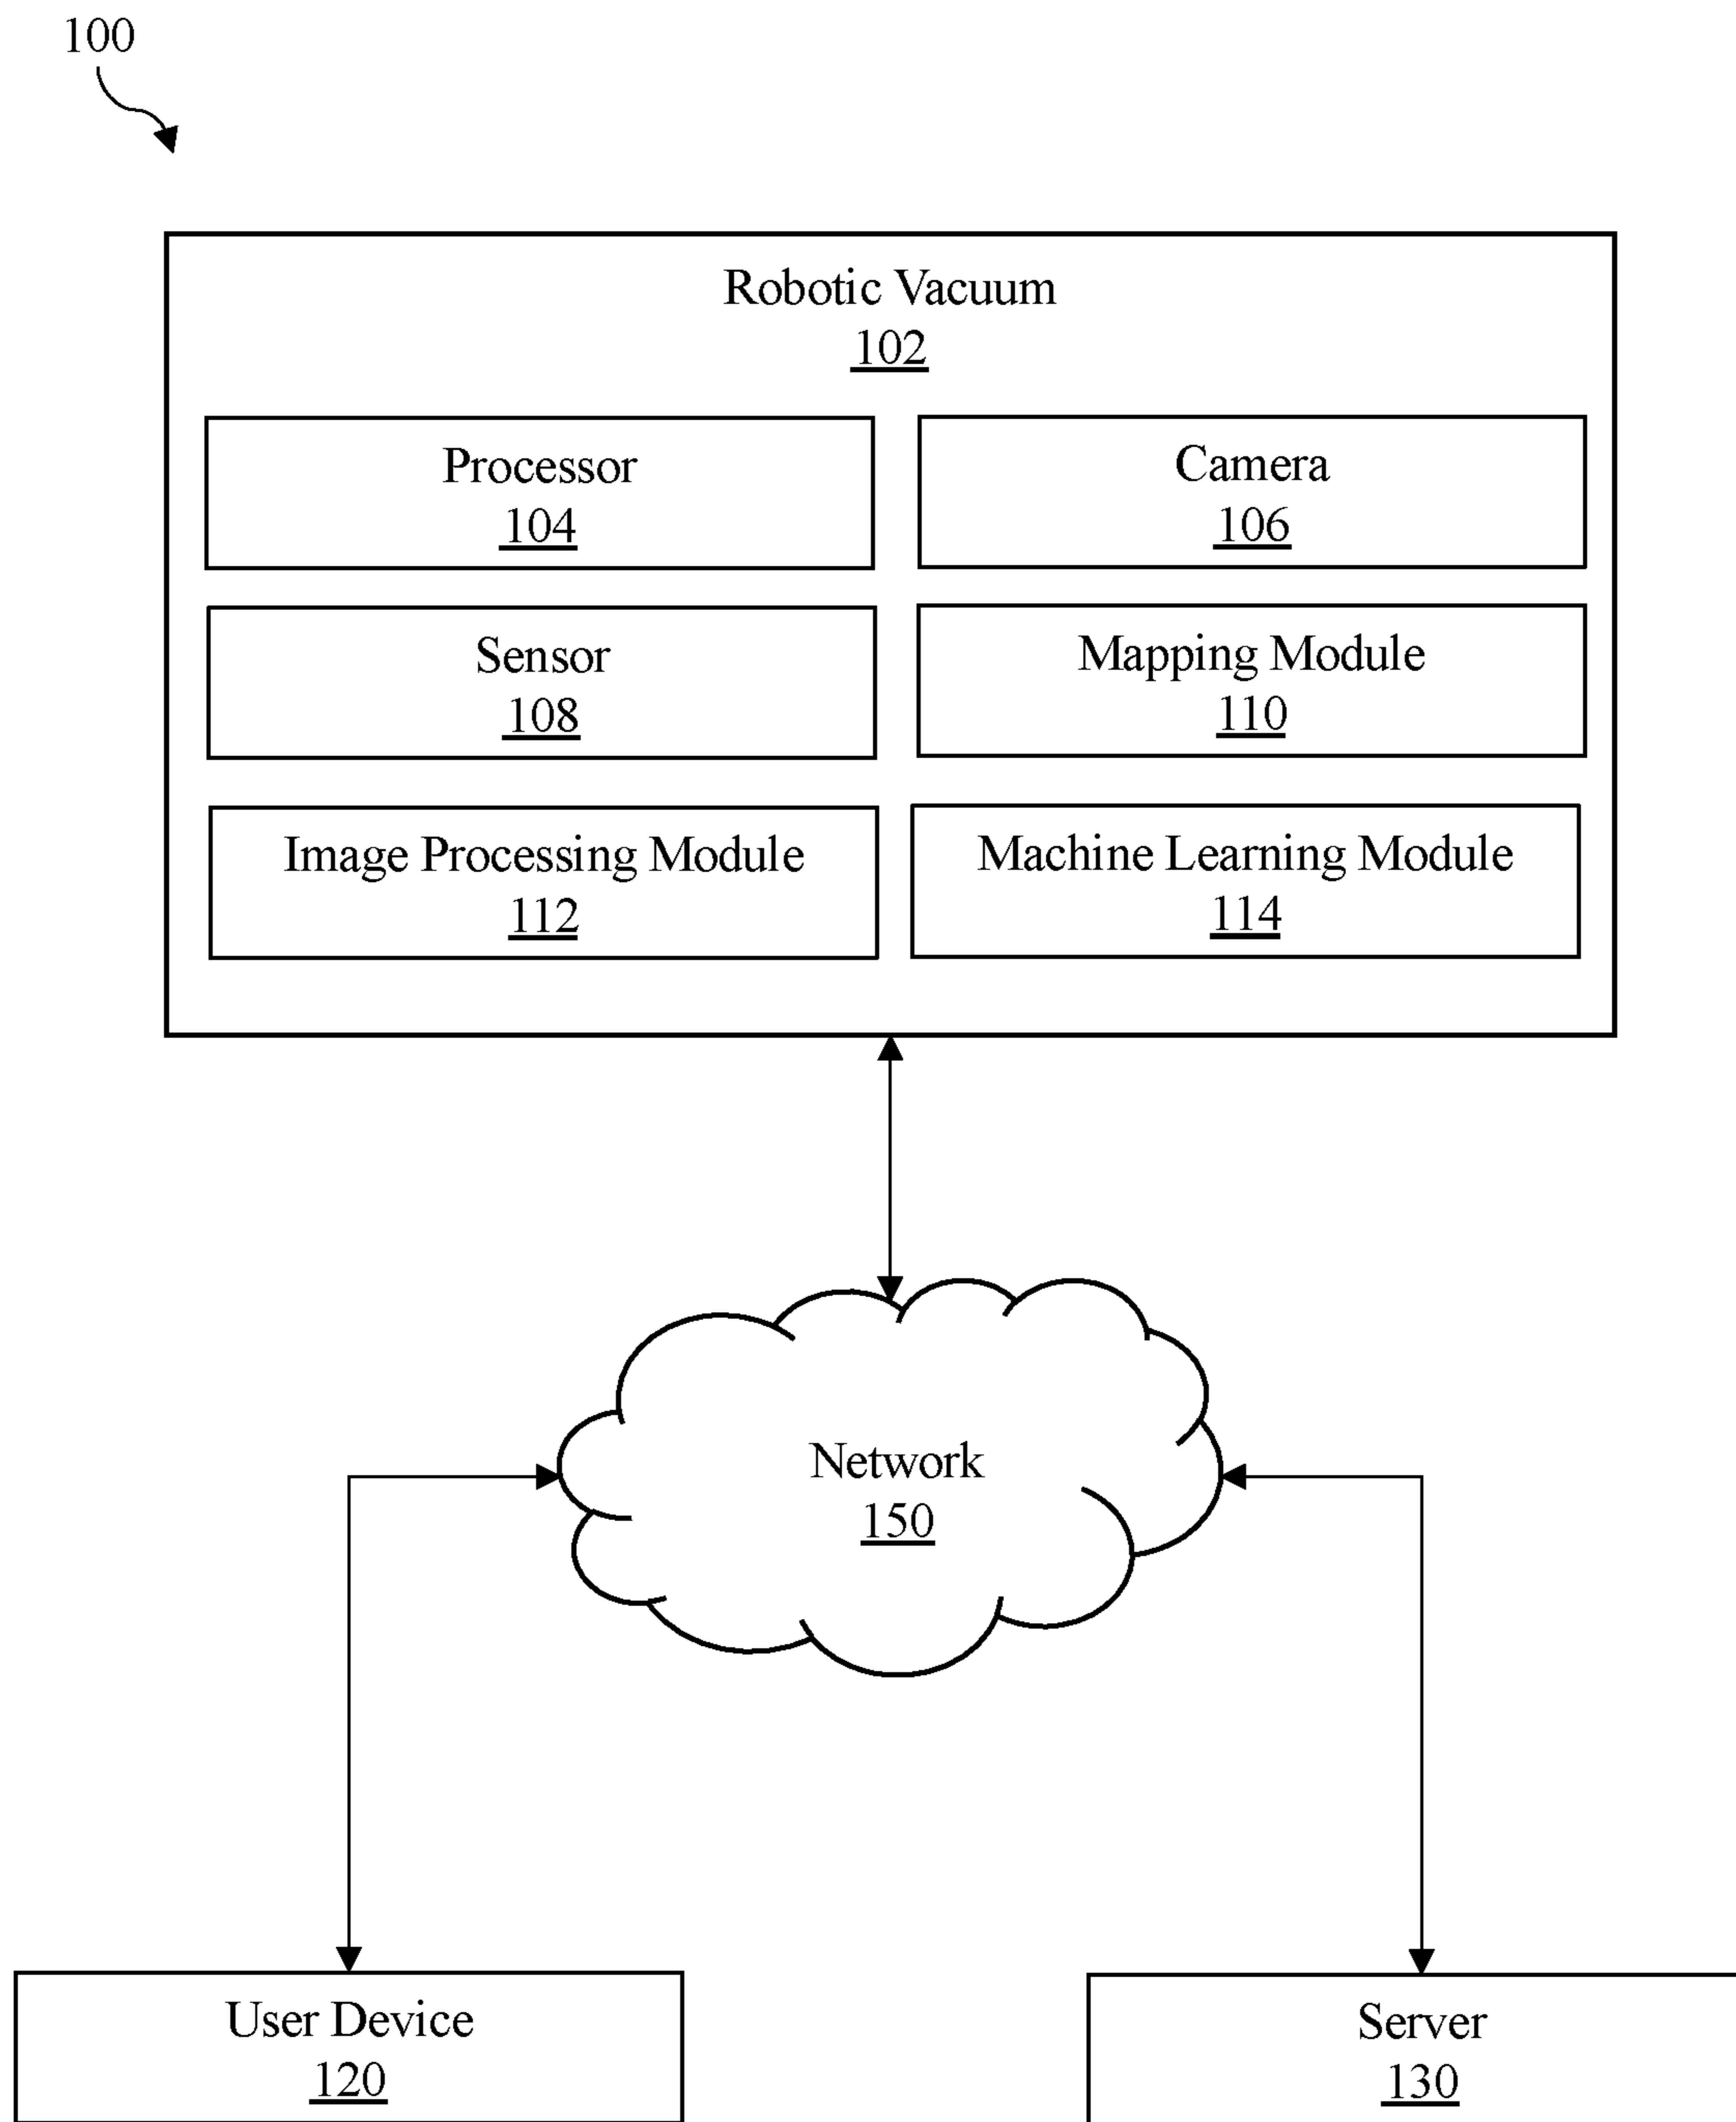 100
Robotic Vacuum
102
Processor
104
Camera
106
Sensor
108
Mapping Module
110
Image Processing Module
112
Machine Learning Module
114
Network
150
User Device
120
Server
130